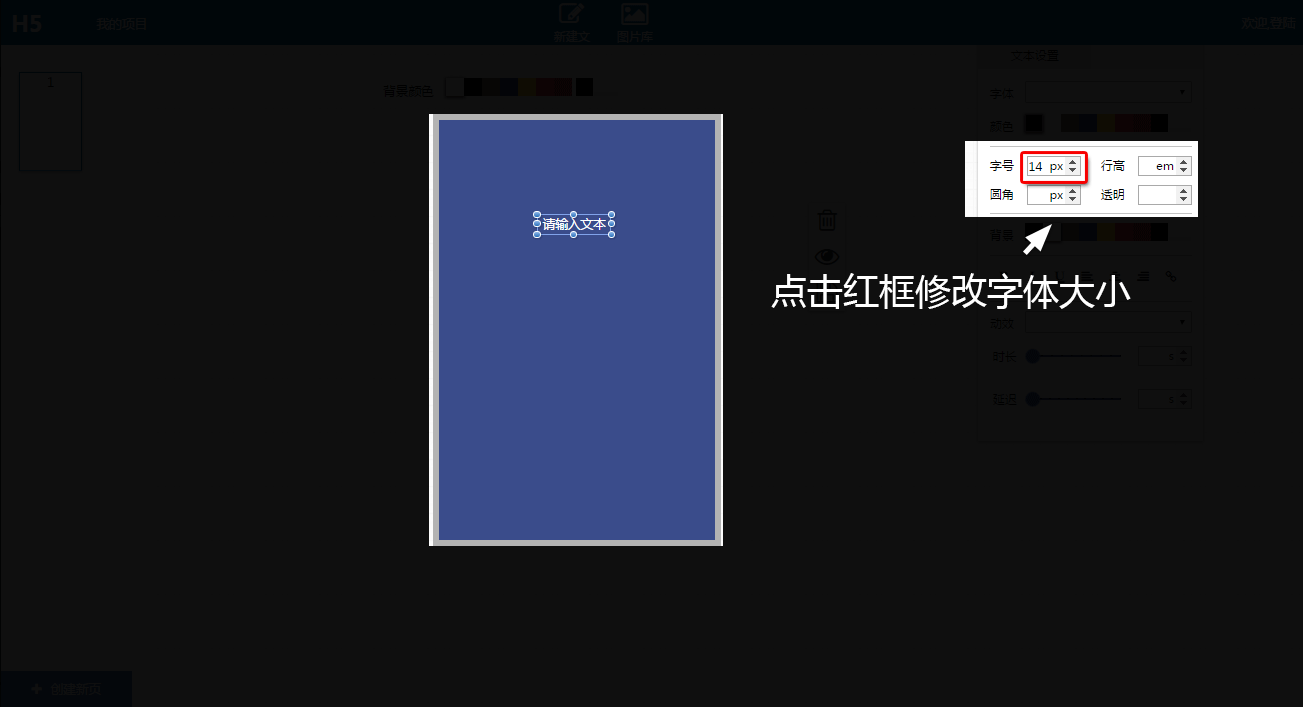 H5
我的项目
新建文
图片库
欢迎登陆
1
背景颜色
文本设置
字体
颜色
字号 14 px 行高 em
圆角 px 透明
请输入文本
背景
点击红框修改字体大小
动效
时长 s
延迟 s
+ 创建新页